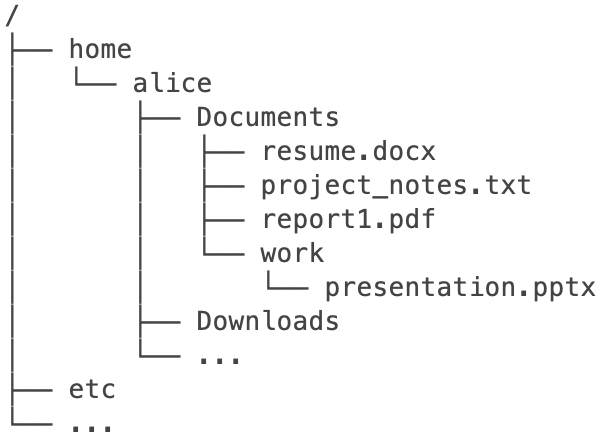 /
├── home
│   └── alice
│       ├── Documents
│       │   ├── resume.docx
│       │   ├── project_notes.txt
│       │   ├── report1.pdf
│       │   └── work
│       │       └── presentation.pptx
│       ├── Downloads
│       └── ...
├── etc
└── ...